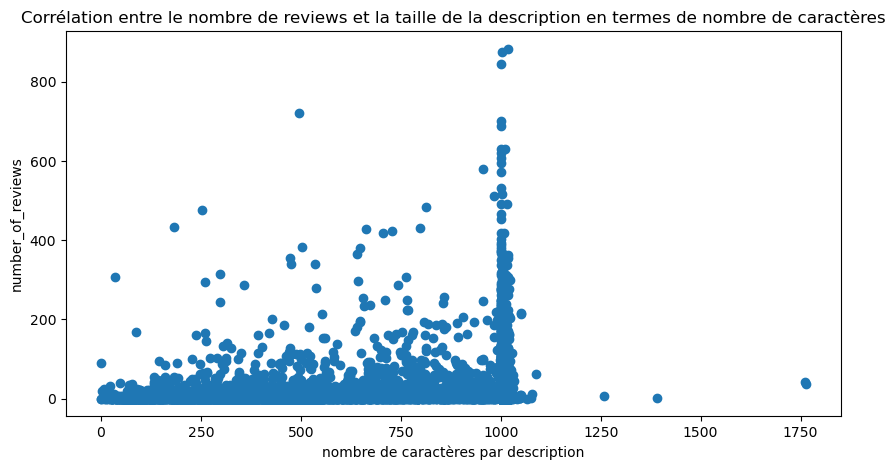 Corrélation entre le nombre de reviews et la taille de la description en termes de nombre de caractères
number_of_reviews
800
600
400
200
0
0 250 500 750 1000 1250 1500 1750
nombre de caractères par description